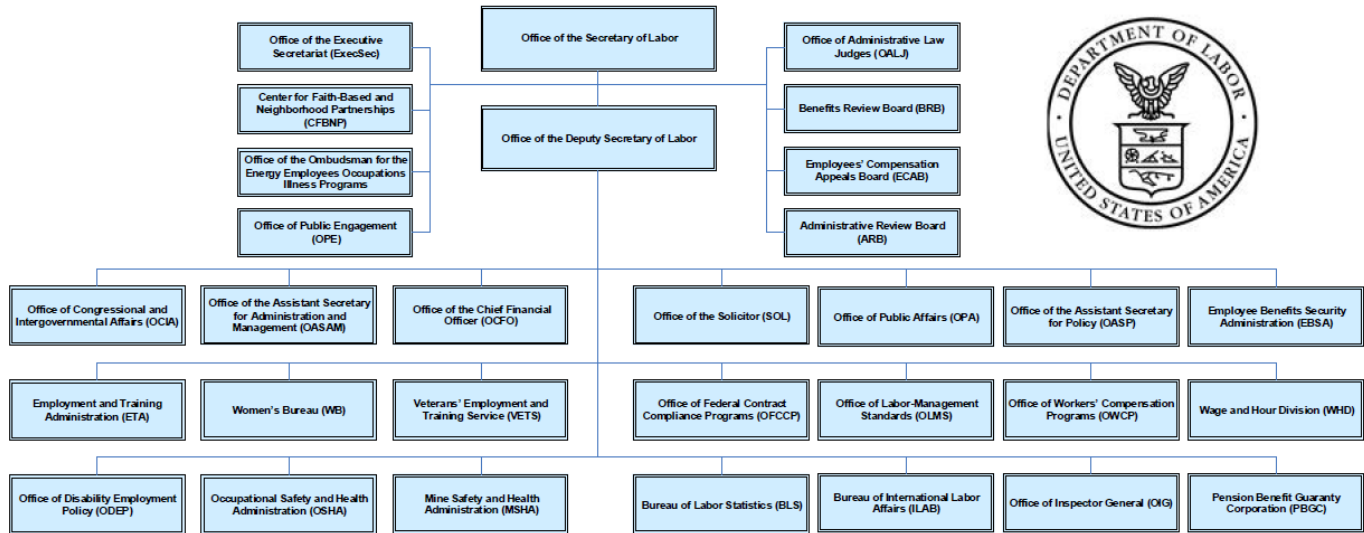 Office of the Executive
Secretariat (ExecSec)
Office of the Secretary of Labor
Office of Administrative Law
Judges (OALJ)
Center for Faith-Based and
Neighborhood Partnerships
(CFBNP)
Office of the Deputy Secretary of Labor
Benefits Review Board (BRB)
Office of the Ombudsman for the
Energy Employees Occupations
Illness Programs
Employees' Compensation
Appeals Board (ECAB)
Office of Public Engagement
(OPE)
Administrative Review Board
(ARB)
DEPARTMENT OF LABOR
UNITED STATES OF AMERICA
Office of Congressional and
Intergovernmental Affairs (OCIA)
Office of the Assistant Secretary
for Administration and
Management (OASAM)
Office of the Chief Financial
Officer (OCFO)
Office of the Solicitor (SOL)
Office of Public Affairs (OPA)
Office of the Assistant Secretary
for Policy (OASP)
Employee Benefits Security
Administration (EBSA)
Employment and Training
Administration (ETA)
Women's Bureau (WB)
Veterans' Employment and
Training Service (VETS)
Office of Federal Contract
Compliance Programs (OFCCP)
Office of Labor-Management
Standards (OLMS)
Office of Workers' Compensation
Programs (OWCP)
Wage and Hour Division (WHD)
Office of Disability Employment
Policy (ODEP)
Occupational Safety and Health
Administration (OSHA)
Mine Safety and Health
Administration (MSHA)
Bureau of Labor Statistics (BLS)
Bureau of International Labor
Affairs (ILAB)
Office of Inspector General (OIG)
Pension Benefit Guaranty
Corporation (PBGC)